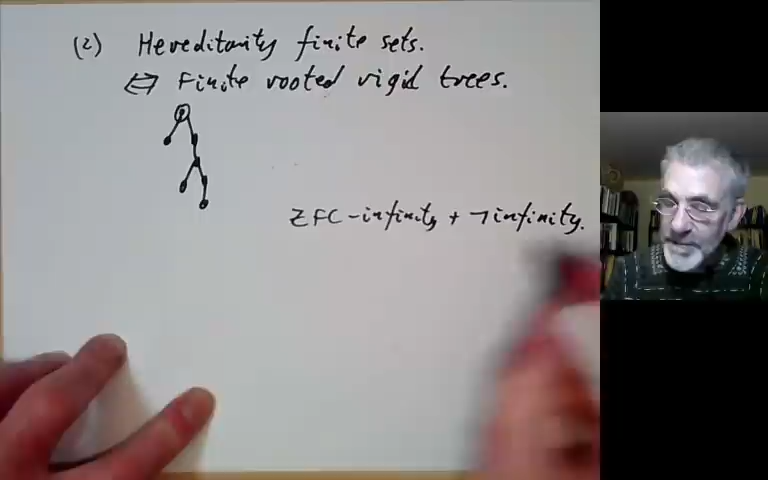 (2) Hereditarily finite sets.
⇔ Finite rooted rigid trees.
ZFC - infinity + ¬ infinity.